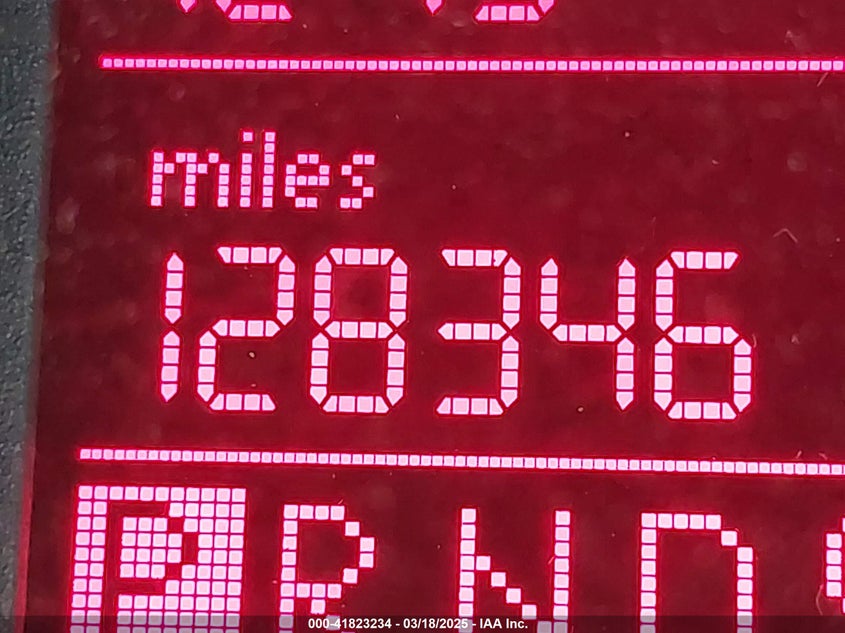 miles
128346
P R N D
000-41823234 - 03/18/2025 - IAA Inc.